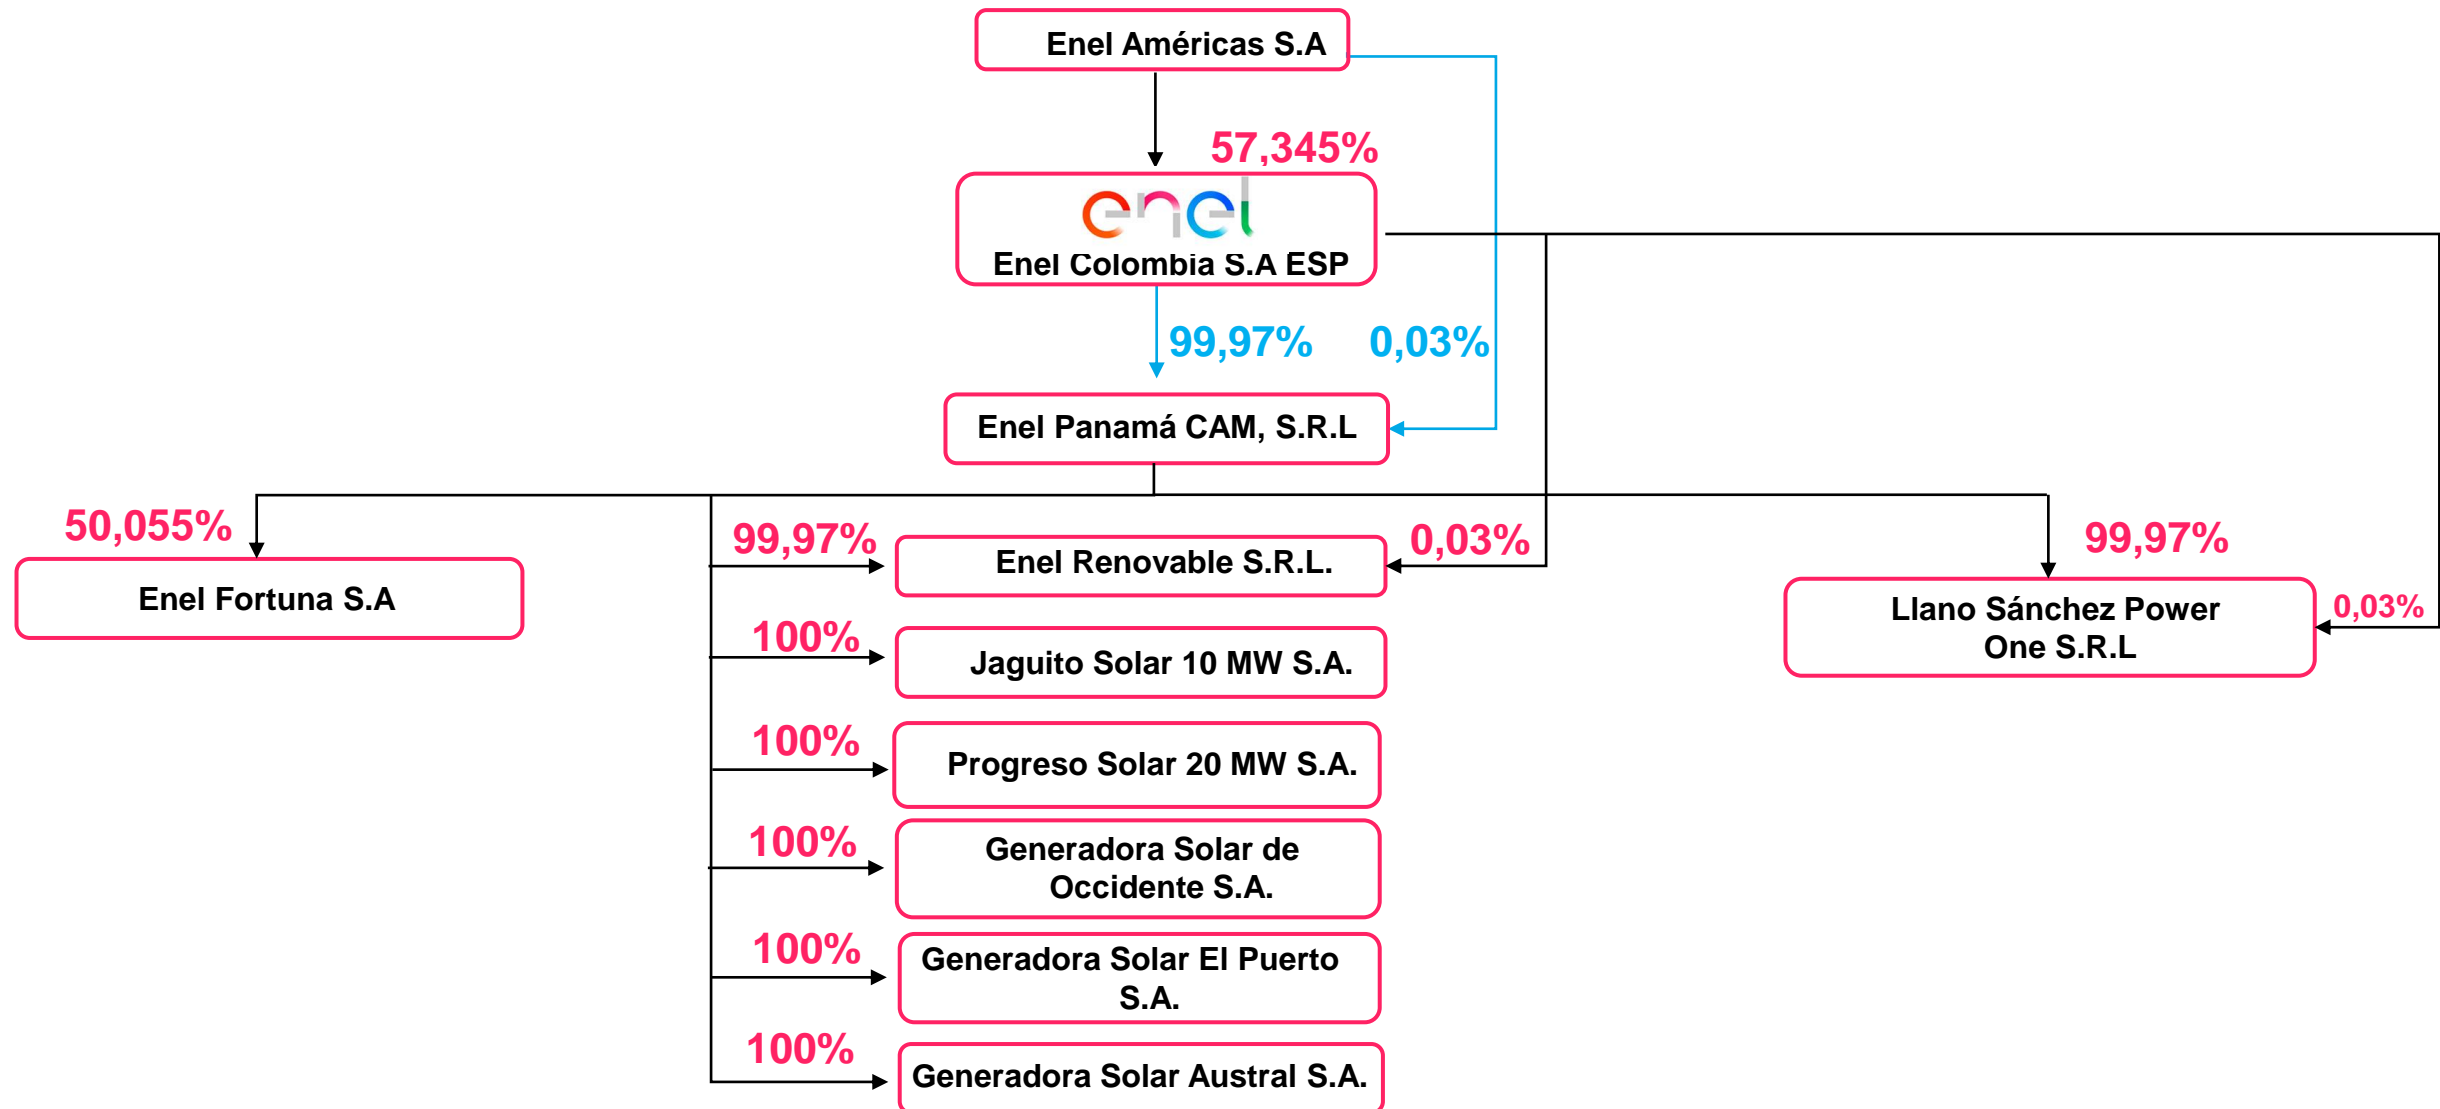 Enel Américas S.A
57,345%
enel
Enel Colombia S.A ESP
99,97%
0,03%
Enel Panamá CAM, S.R.L
50,055%
Enel Fortuna S.A
99,97%
Enel Renovable S.R.L.
0,03%
99,97%
Llano Sánchez Power
One S.R.L
0,03%
100%
Jaguito Solar 10 MW S.A.
100%
Progreso Solar 20 MW S.A.
100%
Generadora Solar de
Occidente S.A.
100%
Generadora Solar El Puerto
S.A.
100%
Generadora Solar Austral S.A.